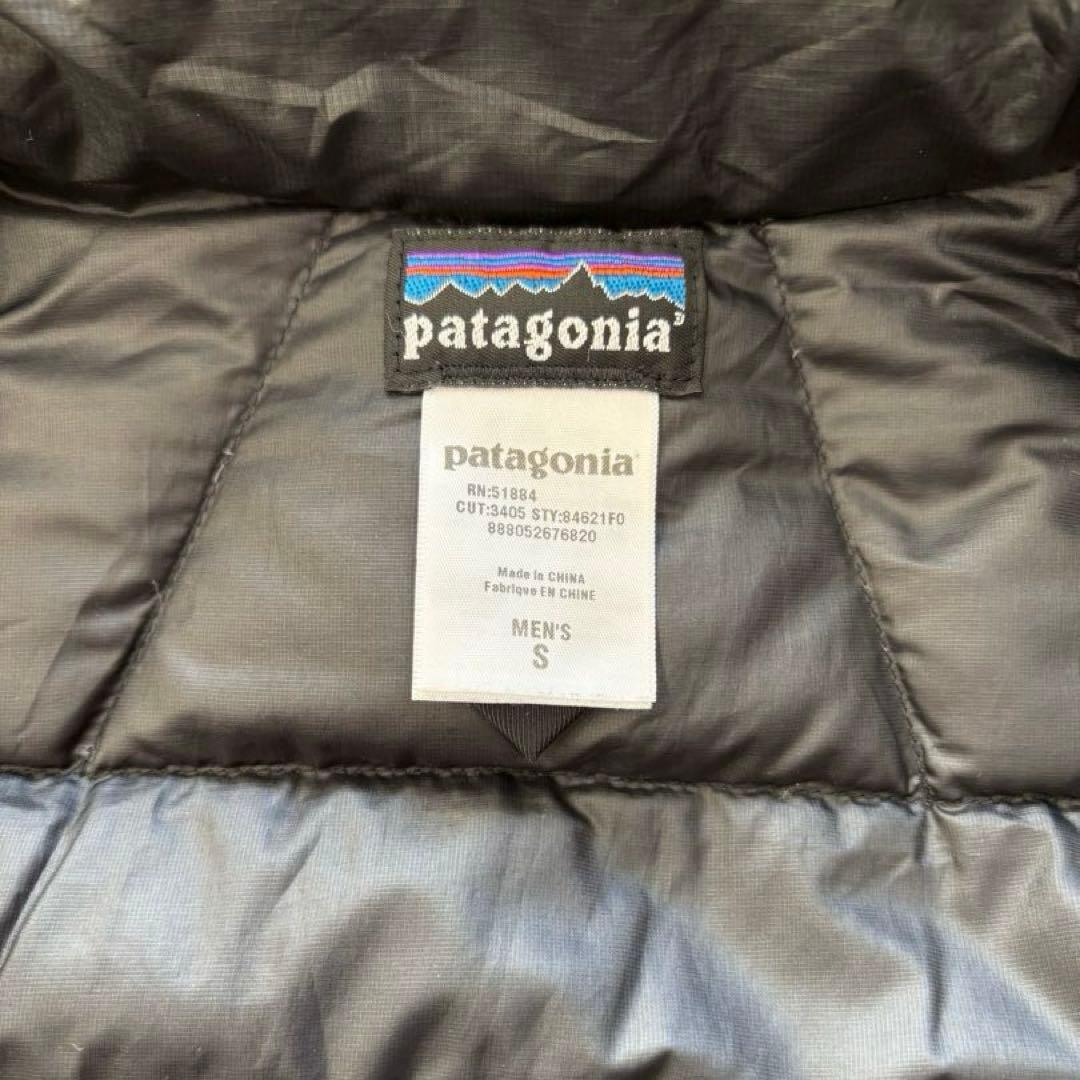 patagonia
patagonia
RN:51884
CUT:3405 STY:84621F0
888052676820
Made in CHINA
Fabrique EN CHINE
MEN'S
S